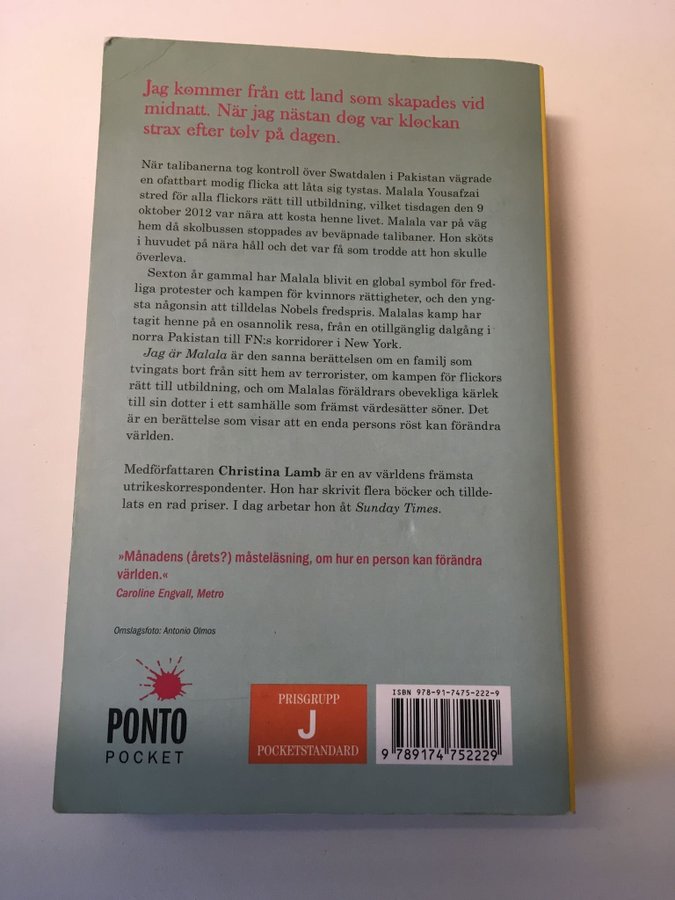 Jag kommer från ett land som skapades vid
midnatt. När jag nästan dog var klockan
strax efter tolv på dagen.
När talibanerna tog kontroll över Swatdalen i Pakistan vägrade
en ofattbart modig flicka att låta sig tystas. Malala Yousafzai
stred för alla flickors rätt till utbildning, vilket tisdagen den 9
oktober 2012 var nära att kosta henne livet. Malala var på väg
hem då skolbussen stoppades av beväpnade talibaner. Hon sköts
i huvudet på nära håll och det var få som trodde att hon skulle
överleva.
Sexton år gammal har Malala blivit en global symbol för fred-
liga protester och kampen för kvinnors rättigheter, och den yng-
sta någonsin att tilldelas Nobels fredspris. Malalas kamp har
tagit henne på en osannolik resa, från en otillgänglig dalgång i
norra Pakistan till FN:s korridorer i New York.
Jag är Malala är den sanna berättelsen om en familj som
tvingats bort från sitt hem av terrorister, om kampen för flickors
rätt till utbildning, och om Malalas föräldrars obevekliga kärlek
till sin dotter i ett samhälle som främst värdesätter söner. Det
är en berättelse som visar att en enda persons röst kan förändra
världen.
Medförfattaren Christina Lamb är en av världens främsta
utrikeskorrespondenter. Hon har skrivit flera böcker och tillde-
lats en rad priser. I dag arbetar hon åt Sunday Times.
»Månadens (årets?) måsteläsning, om hur en person kan förändra
världen.«
Caroline Engvall, Metro
Omslagsfoto: Antonio Olmos
PONTO
POCKET
PRISGRUPP
J
POCKETSTANDARD
ISBN 978-91-7475-222-9
9 789174 752229